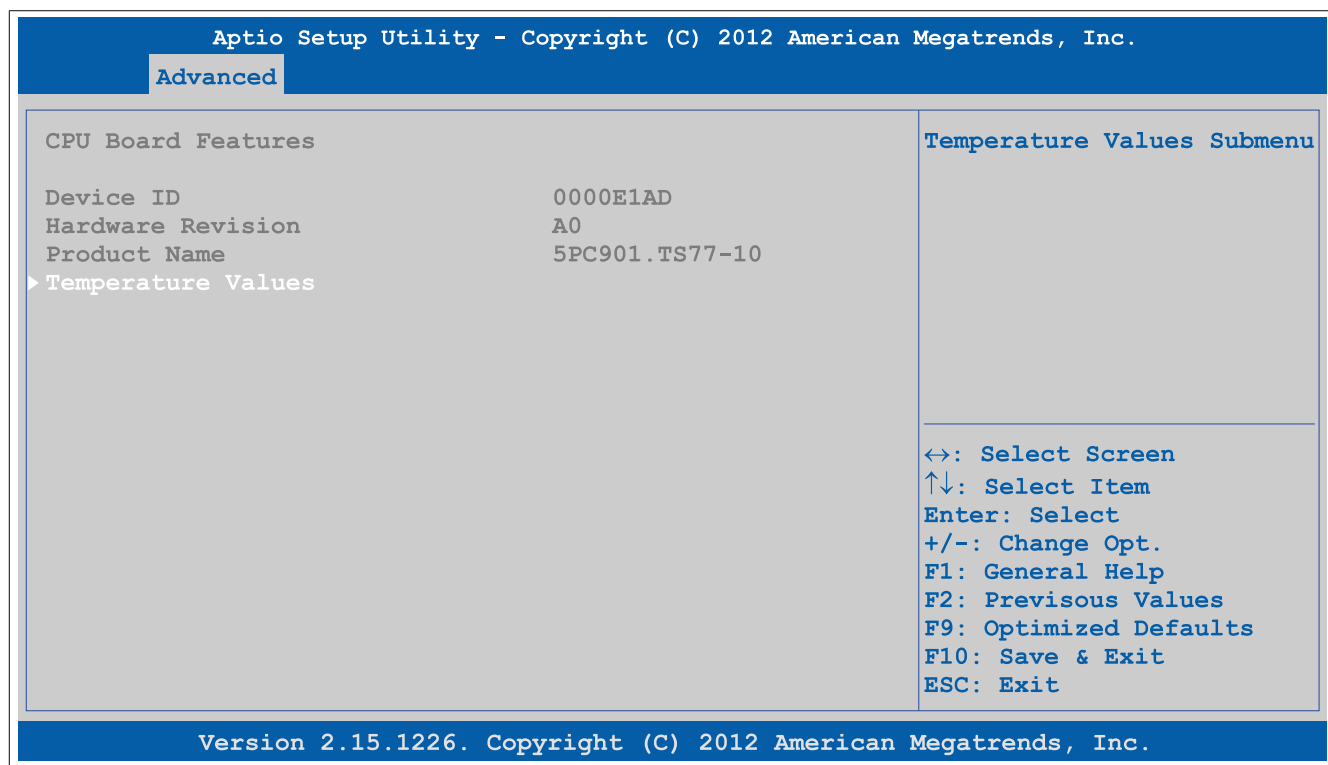 Aptio Setup Utility - Copyright (C) 2012 American Megatrends, Inc.
Advanced
CPU Board Features
Device ID 0000E1AD
Hardware Revision A0
Product Name 5PC901.TS77-10
Temperature Values
Temperature Values Submenu
↔: Select Screen
↑↓: Select Item
Enter: Select
+/-: Change Opt.
F1: General Help
F2: Previsous Values
F9: Optimized Defaults
F10: Save & Exit
ESC: Exit
Version 2.15.1226. Copyright (C) 2012 American Megatrends, Inc.